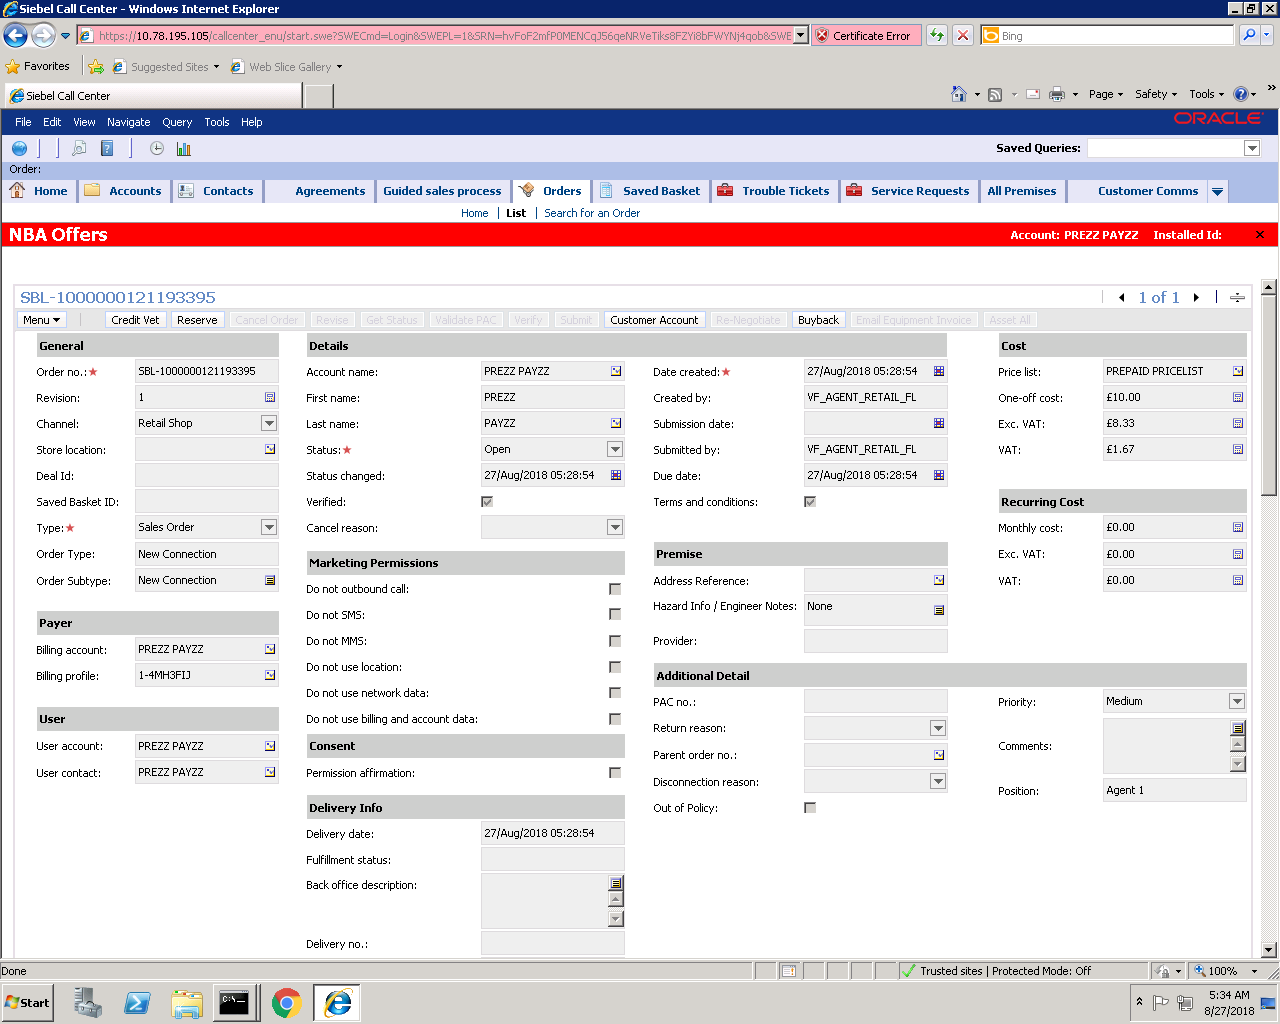 Siebel Call Center - Windows Internet Explorer
https://10.78.195.105/callcenter_enu/start.swe?SWECmd=Login&SWEPL=1&SRN=hvFoF2mfP0MENCqJ56qeNRVeTiks8FZYi8bFWYNj4qob&SWE
Certificate Error
Bing
Favorites
Suggested Sites
Web Slice Gallery
Siebel Call Center
Page
Safety
Tools
File Edit View Navigate Query Tools Help
ORACLE
Saved Queries:
Order:
Home
Accounts
Contacts
Agreements
Guided sales process
Orders
Saved Basket
Trouble Tickets
Service Requests
All Premises
Customer Comms
Home | List | Search for an Order
NBA Offers
Account: PREZZ PAYZZ Installed Id:
SBL-1000000121193395
1 of 1
Menu
Credit Vet
Reserve
Cancel Order
Revise
Get Status
Validate PAC
Verify
Submit
Customer Account
Re-Negotiate
Buyback
Email Equipment Invoice
Asset All
General
Order no.: SBL-1000000121193395
Revision: 1
Channel: Retail Shop
Store location:
Deal Id:
Saved Basket ID:
Type: Sales Order
Order Type: New Connection
Order Subtype: New Connection
Payer
Billing account: PREZZ PAYZZ
Billing profile: 1-4MH3FIJ
User
User account: PREZZ PAYZZ
User contact: PREZZ PAYZZ
Details
Account name: PREZZ PAYZZ
First name: PREZZ
Last name: PAYZZ
Status: Open
Status changed: 27/Aug/2018 05:28:54
Verified:
Cancel reason:
Marketing Permissions
Do not outbound call:
Do not SMS:
Do not MMS:
Do not use location:
Do not use network data:
Do not use billing and account data:
Consent
Permission affirmation:
Delivery Info
Delivery date: 27/Aug/2018 05:28:54
Fulfillment status:
Back office description:
Delivery no.:
Date created: 27/Aug/2018 05:28:54
Created by: VF_AGENT_RETAIL_FL
Submission date:
Submitted by: VF_AGENT_RETAIL_FL
Due date: 27/Aug/2018 05:28:54
Terms and conditions:
Premise
Address Reference:
Hazard Info / Engineer Notes: None
Provider:
Additional Detail
PAC no.:
Return reason:
Parent order no.:
Disconnection reason:
Out of Policy:
Priority: Medium
Comments:
Position: Agent 1
Cost
Price list: PREPAID PRICELIST
One-off cost: £10.00
Exc. VAT: £8.33
VAT: £1.67
Recurring Cost
Monthly cost: £0.00
Exc. VAT: £0.00
VAT: £0.00
Done
Trusted sites | Protected Mode: Off
100%
Start
5:34 AM
8/27/2018